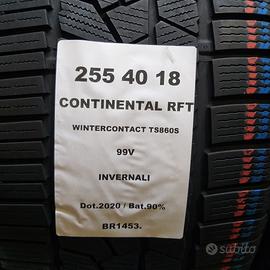 255 40 18
CONTINENTAL RFT
WINTERCONTACT TS860S
99V
INVERNALI
Dot.2020 / Bat.90%
BR1453.
subito